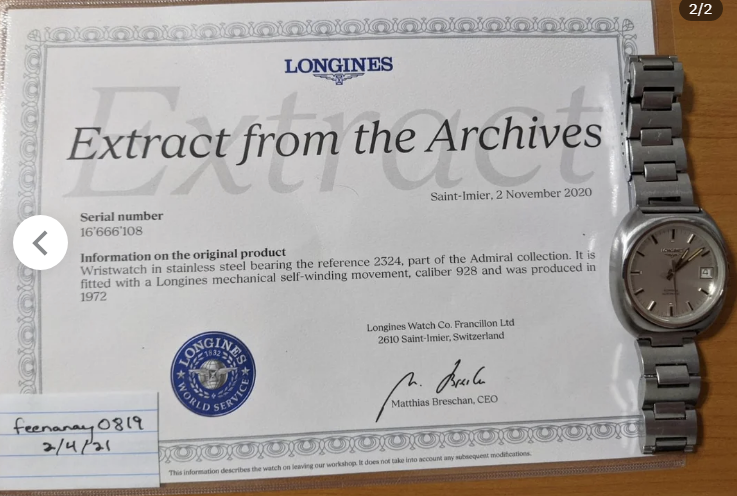 2/2
LONGINES
Extract
Extract from the Archives
Saint-Imier, 2 November 2020
Serial number
16'666'108
Information on the original product
Wristwatch in stainless steel bearing the reference 2324, part of the Admiral collection. It is
fitted with a Longines mechanical self-winding movement, caliber 928 and was produced in
1972
Longines Watch Co. Francillon Ltd
2610 Saint-Imier, Switzerland
LONGINES
1832
WORLD SERVICE
M. Breschan
Matthias Breschan, CEO
feenanay0819
2/4/21
This information describes the watch on leaving our workshop. It does not take into account any subsequent modifications.
LONGINES